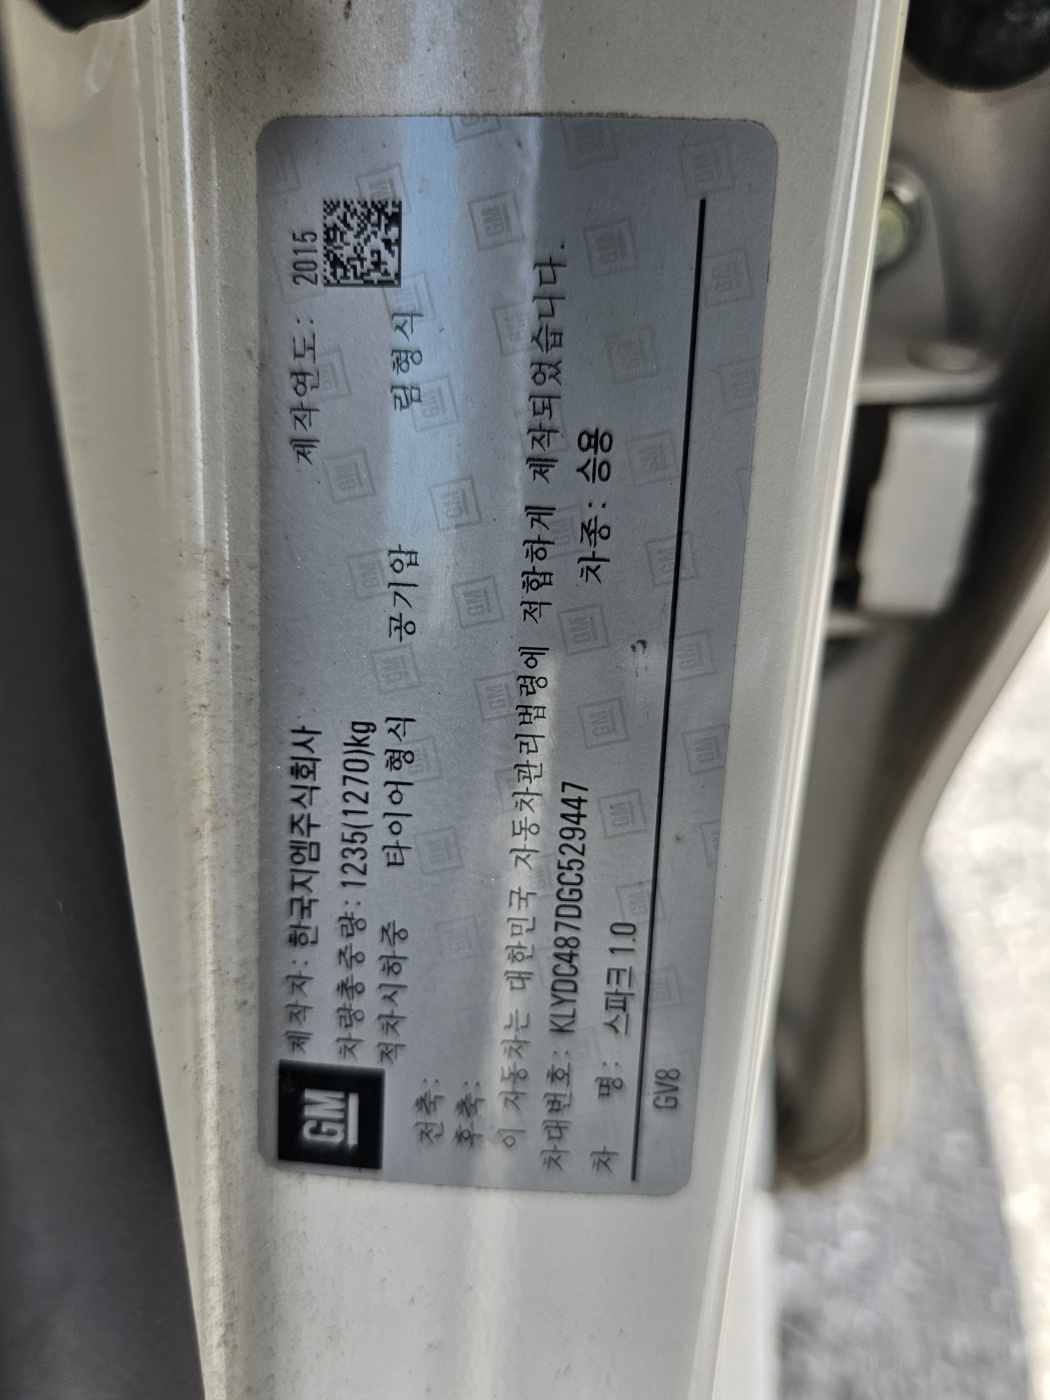 GM
제작자: 한국지엠주식회사 제작연도: 2015
차량총중량: 1235(1270)kg
적차시하중 타이어형식 공기압 림형식
전축:
후축:
이 자동차는 대한민국 자동차관리법령에 적합하게 제작되었습니다.
차대번호: KLYDC487DGC529447
차 명: 스파크 1.0 차종: 승용
GV8